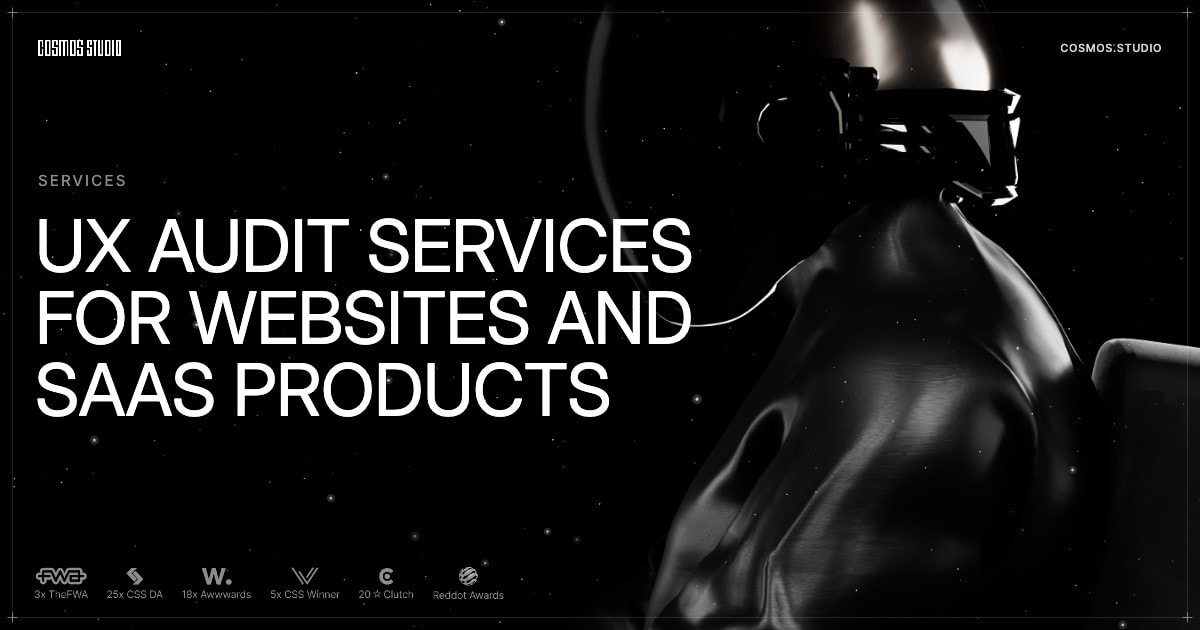 COSMOS STUDIO
COSMOS.STUDIO
SERVICES
UX AUDIT SERVICES
FOR WEBSITES AND
SAAS PRODUCTS
FWA
W.
3x TheFWA
25x CSS DA
18x Awwwards
5x CSS Winner
20 ☆ Clutch
Reddot Awards